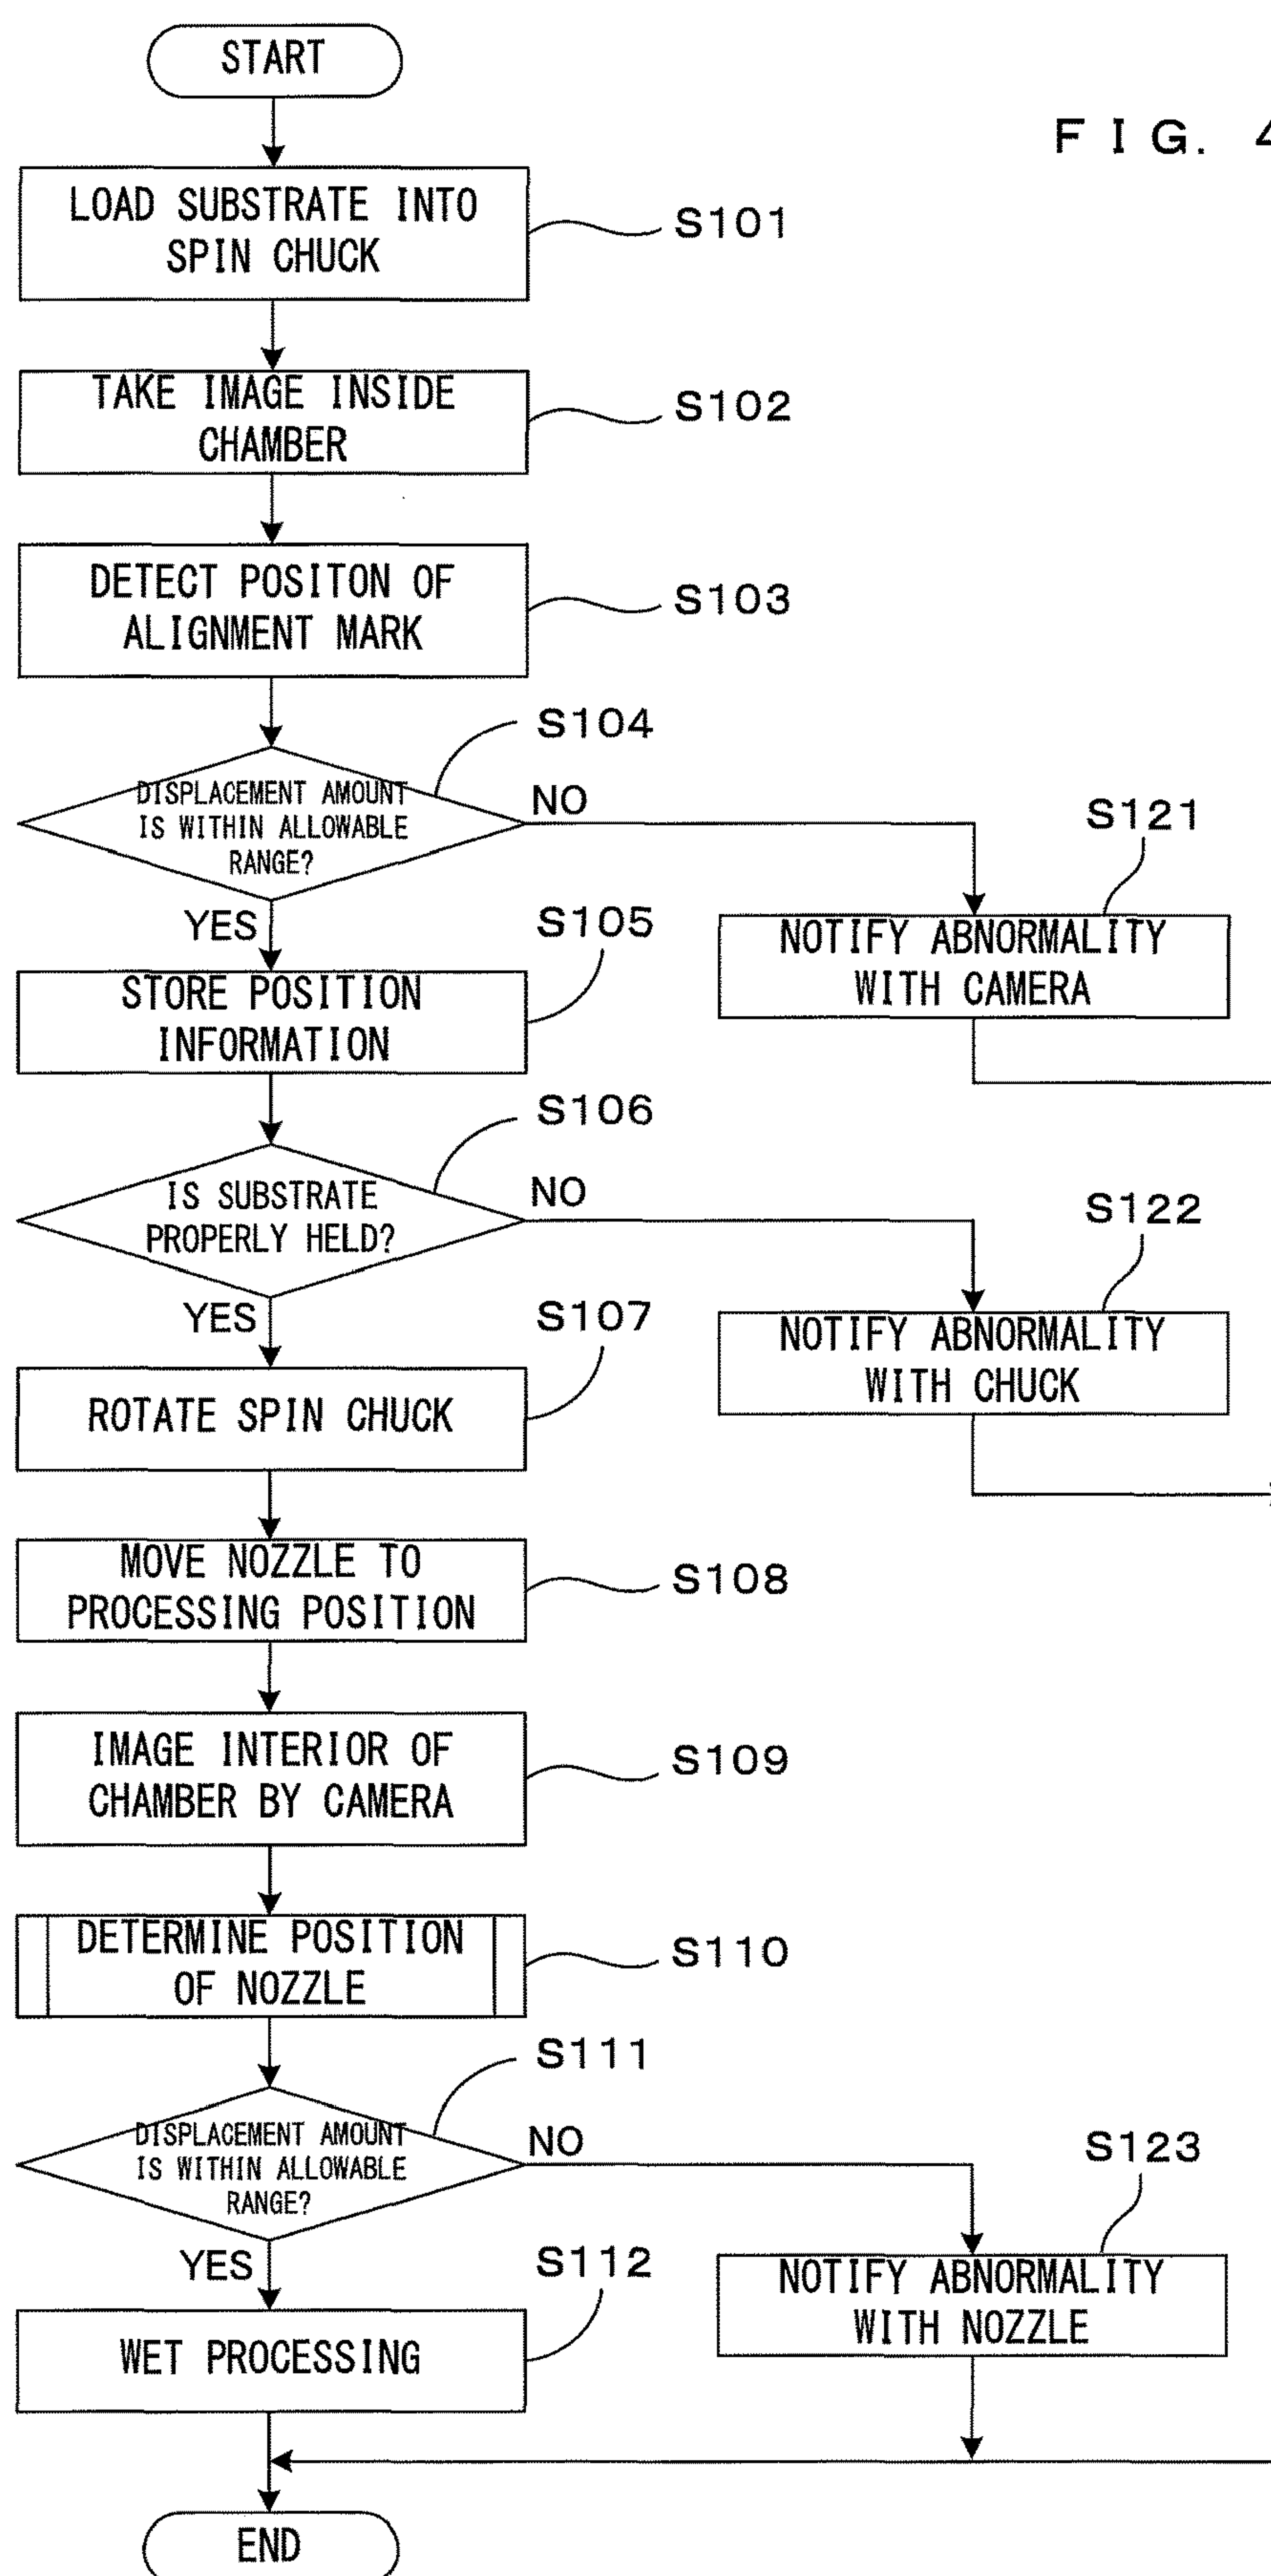 START
FIG. 4
LOAD SUBSTRATE INTO
SPIN CHUCK
S101
TAKE IMAGE INSIDE
CHAMBER
S102
DETECT POSITON OF
ALIGNMENT MARK
S103
S104
DISPLACEMENT AMOUNT
IS WITHIN ALLOWABLE
RANGE?
NO
YES
S121
NOTIFY ABNORMALITY
WITH CAMERA
S105
STORE POSITION
INFORMATION
S106
IS SUBSTRATE
PROPERLY HELD?
NO
YES
S122
NOTIFY ABNORMALITY
WITH CHUCK
S107
ROTATE SPIN CHUCK
MOVE NOZZLE TO
PROCESSING POSITION
S108
IMAGE INTERIOR OF
CHAMBER BY CAMERA
S109
DETERMINE POSITION
OF NOZZLE
S110
S111
DISPLACEMENT AMOUNT
IS WITHIN ALLOWABLE
RANGE?
NO
YES
S123
NOTIFY ABNORMALITY
WITH NOZZLE
S112
WET PROCESSING
END